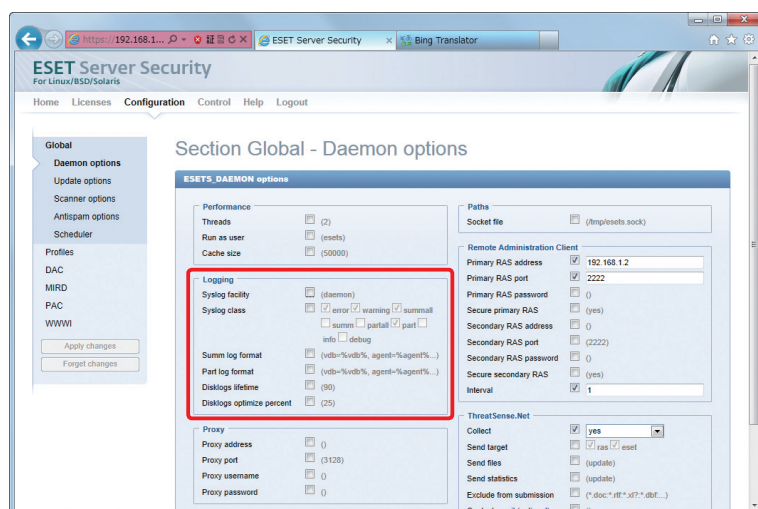 https://192.168.1...
証
ESET Server Security
Bing Translator
ESET Server Security
For Linux/BSD/Solaris
Home Licenses Configuration Control Help Logout
Global
Daemon options
Update options
Scanner options
Antispam options
Scheduler
Profiles
DAC
MIRD
PAC
WWWI
Apply changes
Forget changes
Section Global - Daemon options
ESETS_DAEMON options
Performance
Threads (2)
Run as user (esets)
Cache size (50000)
Logging
Syslog facility (daemon)
Syslog class error warning summall
summ partall part
info debug
Summ log format (vdb=%vdb%, agent=%agent%...)
Part log format (vdb=%vdb%, agent=%agent%...)
Disklogs lifetime (90)
Disklogs optimize percent (25)
Proxy
Proxy address ()
Proxy port (3128)
Proxy username ()
Proxy password ()
Paths
Socket file (/tmp/esets.sock)
Remote Administration Client
Primary RAS address 192.168.1.2
Primary RAS port 2222
Primary RAS password ()
Secure primary RAS (yes)
Secondary RAS address ()
Secondary RAS port (2222)
Secondary RAS password ()
Secure secondary RAS (yes)
Interval 1
ThreatSense.Net
Collect yes
Send target ras eset
Send files (update)
Send statistics (update)
Exclude from submission (*.doc:*.rtf:*.xl?:*.dbf:...)